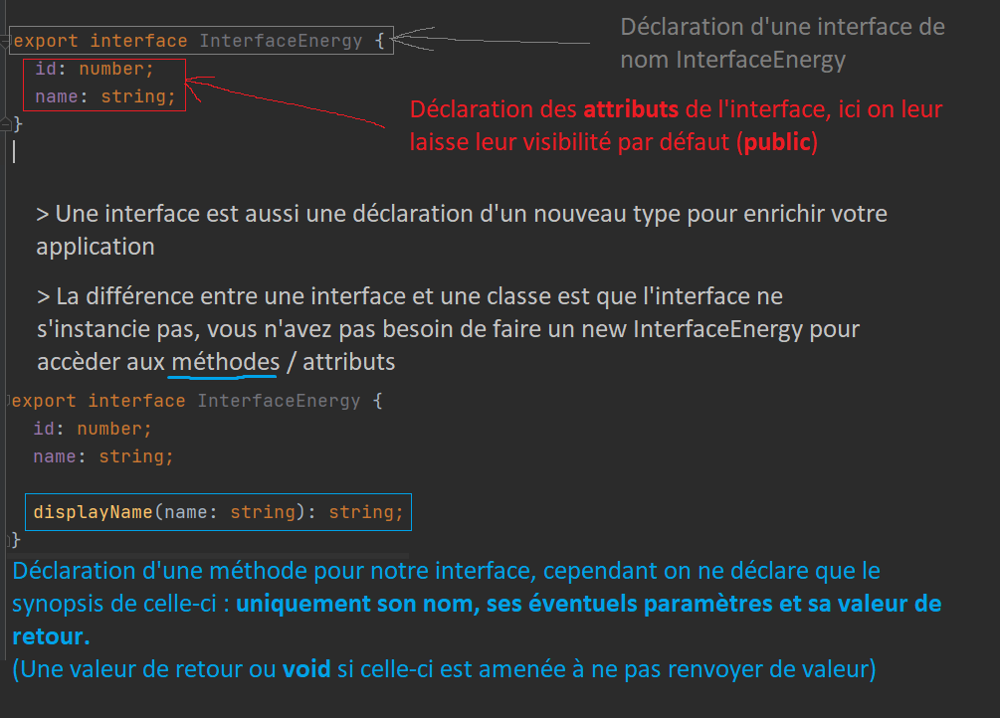 export interface InterfaceEnergy {
Déclaration d'une interface de
nom InterfaceEnergy
id: number;
name: string;
}
Déclaration des attributs de l'interface, ici on leur
laisse leur visibilité par défaut (public)
> Une interface est aussi une déclaration d'un nouveau type pour enrichir votre
application
> La différence entre une interface et une classe est que l'interface ne
s'instancie pas, vous n'avez pas besoin de faire un new InterfaceEnergy pour
accèder aux méthodes / attributs
export interface InterfaceEnergy {
id: number;
name: string;
displayName(name: string): string;
}
Déclaration d'une méthode pour notre interface, cependant on ne déclare que le
synopsis de celle-ci : uniquement son nom, ses éventuels paramètres et sa valeur de
retour.
(Une valeur de retour ou void si celle-ci est amenée à ne pas renvoyer de valeur)